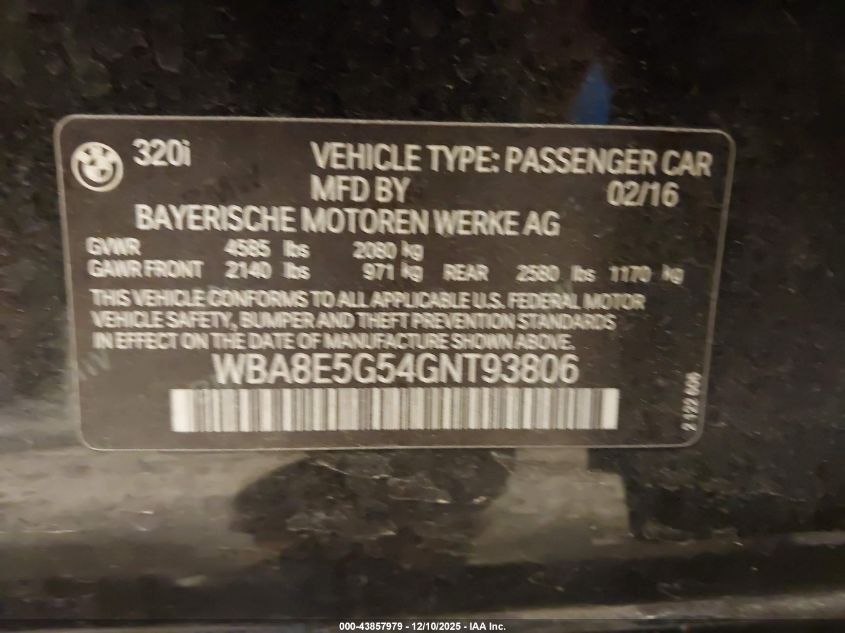 320i
VEHICLE TYPE: PASSENGER CAR
MFD BY 02/16
BAYERISCHE MOTOREN WERKE AG
GVWR 4585 lbs 2080 kg
GAWR FRONT 2140 lbs 971 kg REAR 2580 lbs 1170 kg
THIS VEHICLE CONFORMS TO ALL APPLICABLE U.S. FEDERAL MOTOR
VEHICLE SAFETY, BUMPER AND THEFT PREVENTION STANDARDS
IN EFFECT ON THE DATE OF MANUFACTURE SHOWN ABOVE.
WBA8E5G54GNT93806
2 122 606
000-43857979 - 12/10/2025 - IAA Inc.